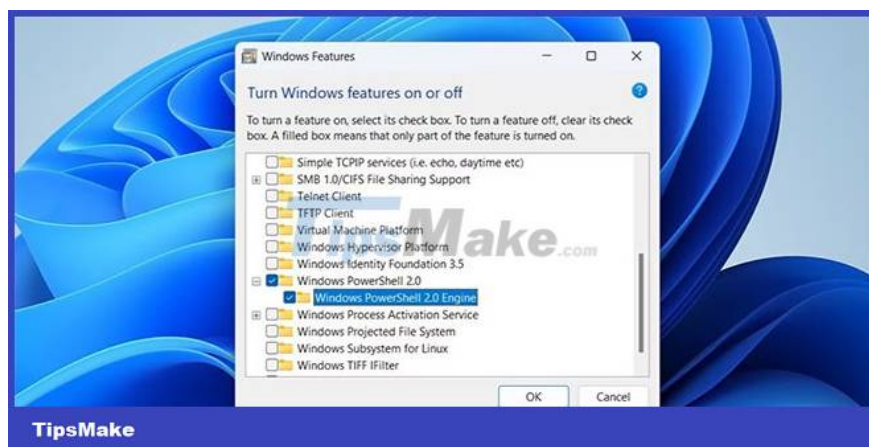 Windows Features
Turn Windows features on or off
To turn a feature on, select its check box. To turn a feature off, clear its check
box. A filled box means that only part of the feature is turned on.
Simple TCPIP services (i.e. echo, daytime etc)
SMB 1.0/CIFS File Sharing Support
Telnet Client
TFTP Client
Virtual Machine Platform
Windows Hypervisor Platform
Windows Identity Foundation 3.5
Windows PowerShell 2.0
Windows PowerShell 2.0 Engine
Windows Process Activation Service
Windows Projected File System
Windows Subsystem for Linux
Windows TIFF IFilter
TipsMake.com
OK Cancel
TipsMake